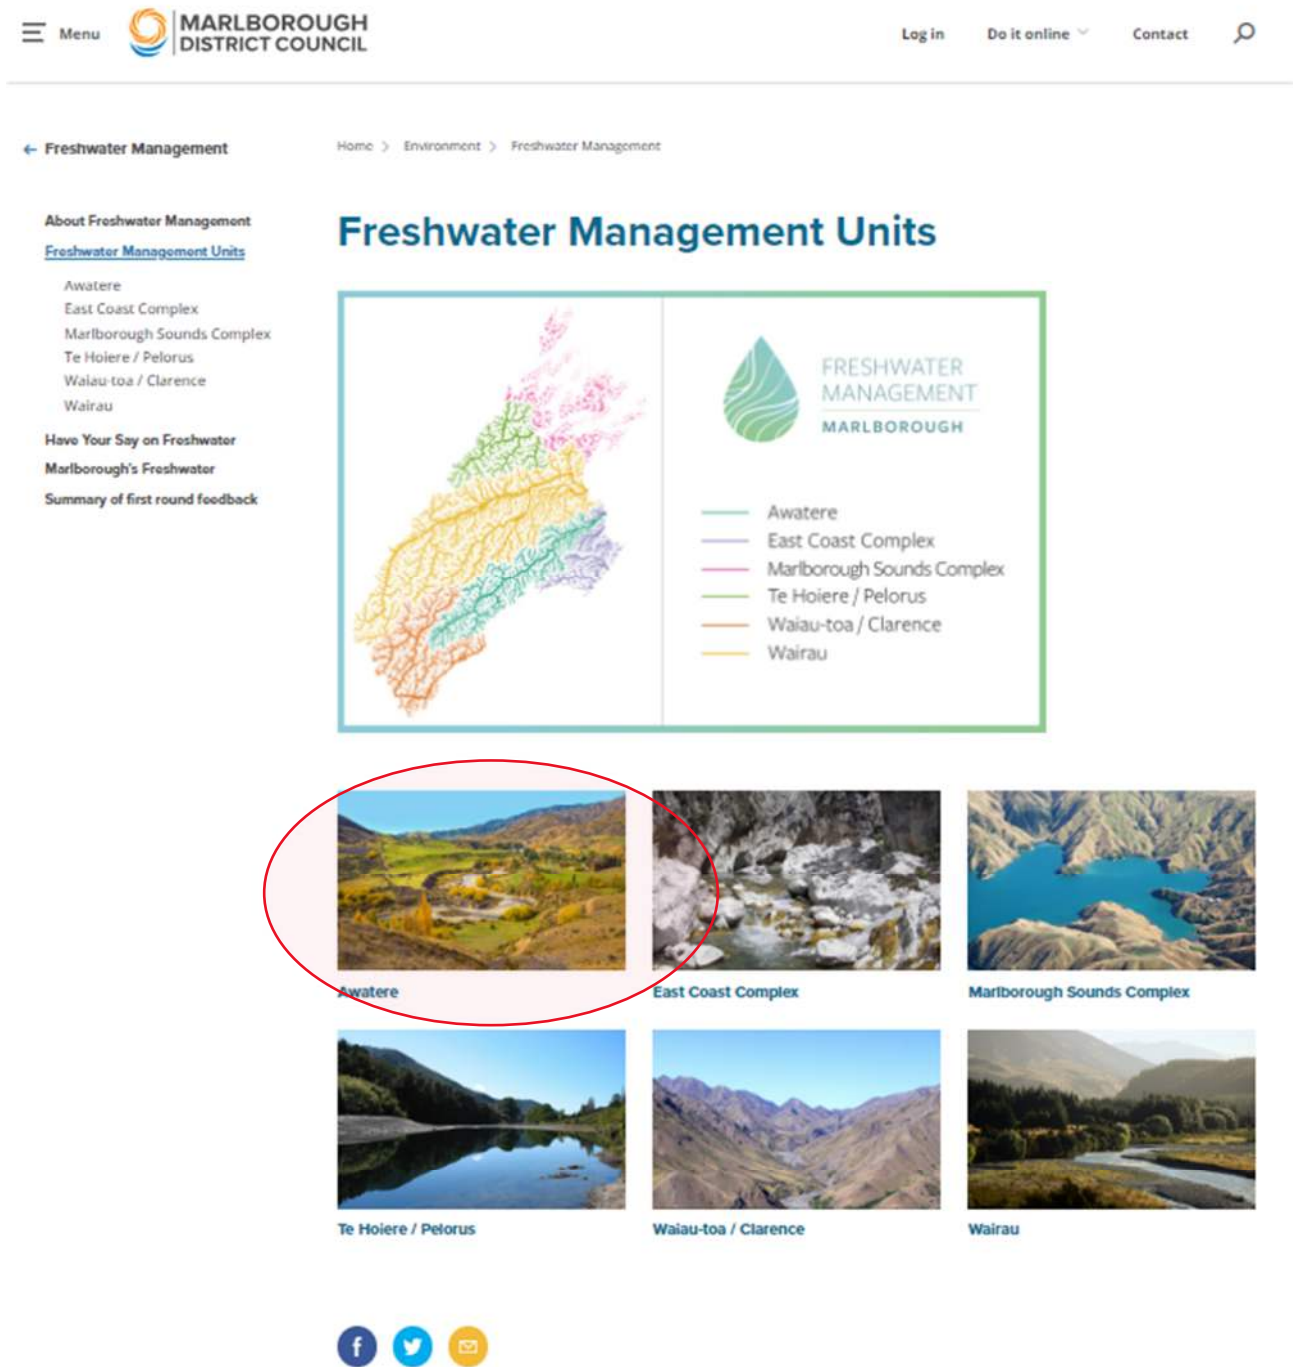 Menu
MARLBOROUGH
DISTRICT COUNCIL
Log in
Do it online
Contact
Freshwater Management
Home > Environment > Freshwater Management
About Freshwater Management
Freshwater Management Units
Awatere
East Coast Complex
Marlborough Sounds Complex
Te Hoiere / Pelorus
Waiau-toa / Clarence
Wairau
Have Your Say on Freshwater
Marlborough's Freshwater
Summary of first round feedback
Freshwater Management Units
FRESHWATER
MANAGEMENT
MARLBOROUGH
Awatere
East Coast Complex
Marlborough Sounds Complex
Te Hoiere / Pelorus
Waiau-toa / Clarence
Wairau
Awatere
East Coast Complex
Marlborough Sounds Complex
Te Hoiere / Pelorus
Waiau-toa / Clarence
Wairau